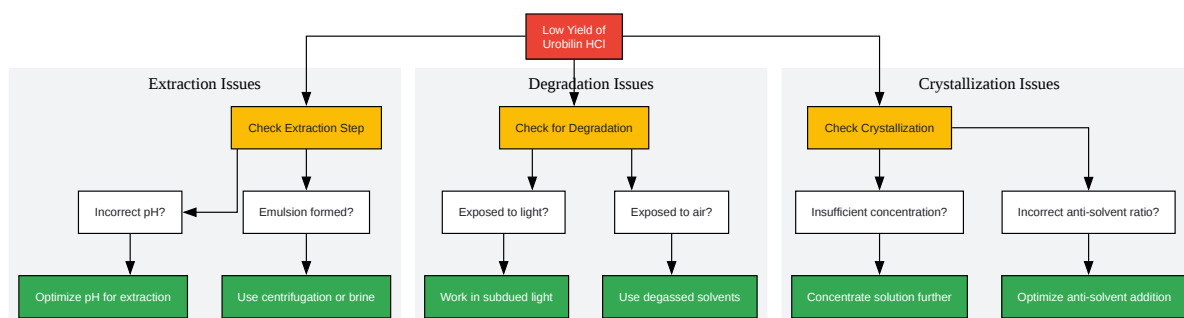 Low Yield of
Urobilin HCl
Extraction Issues
Degradation Issues
Crystallization Issues
Check Extraction Step
Check for Degradation
Check Crystallization
Incorrect pH?
Emulsion formed?
Exposed to light?
Exposed to air?
Insufficient concentration?
Incorrect anti-solvent ratio?
Optimize pH for extraction
Use centrifugation or brine
Work in subdued light
Use degassed solvents
Concentrate solution further
Optimize anti-solvent addition